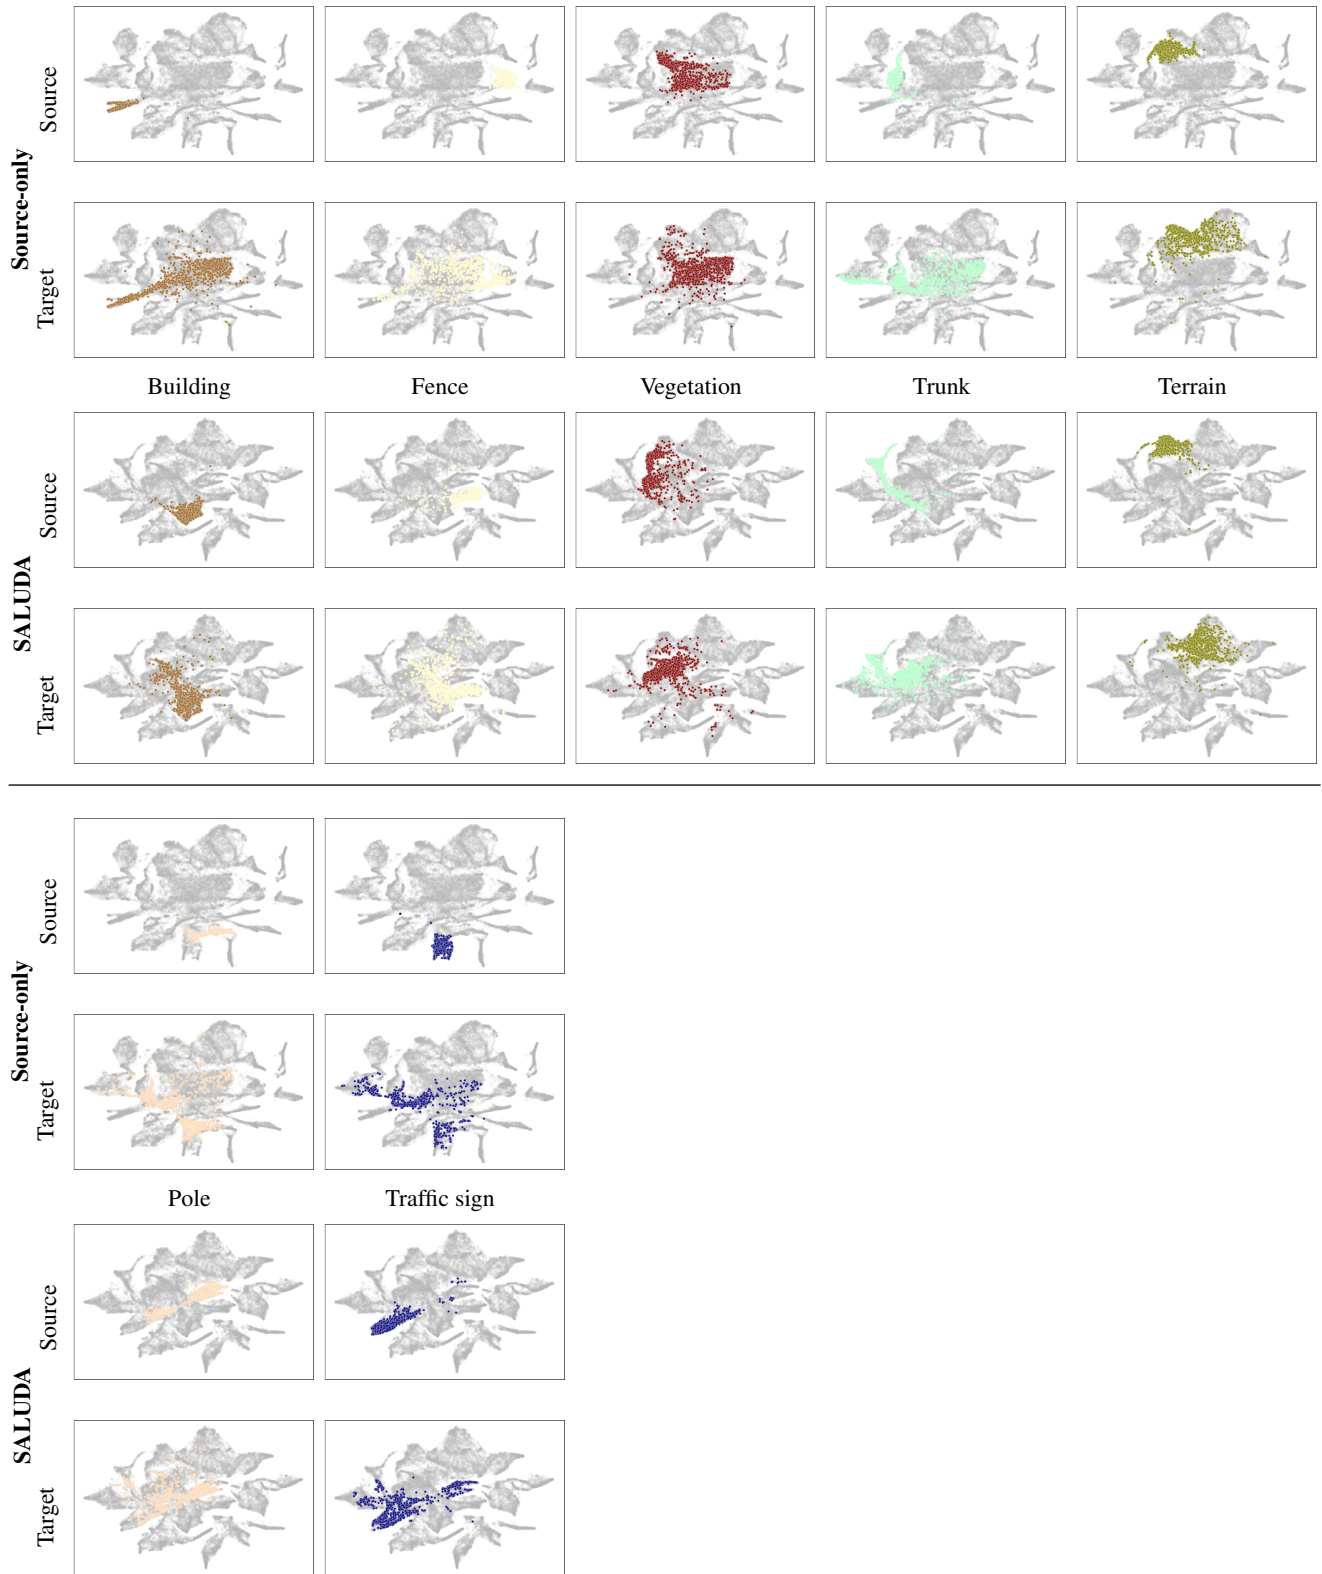 Source-only
Source
Target
Building Fence Vegetation Trunk Terrain
SALUDA
Source
Target
Source-only
Source
Target
Pole Traffic sign
SALUDA
Source
Target